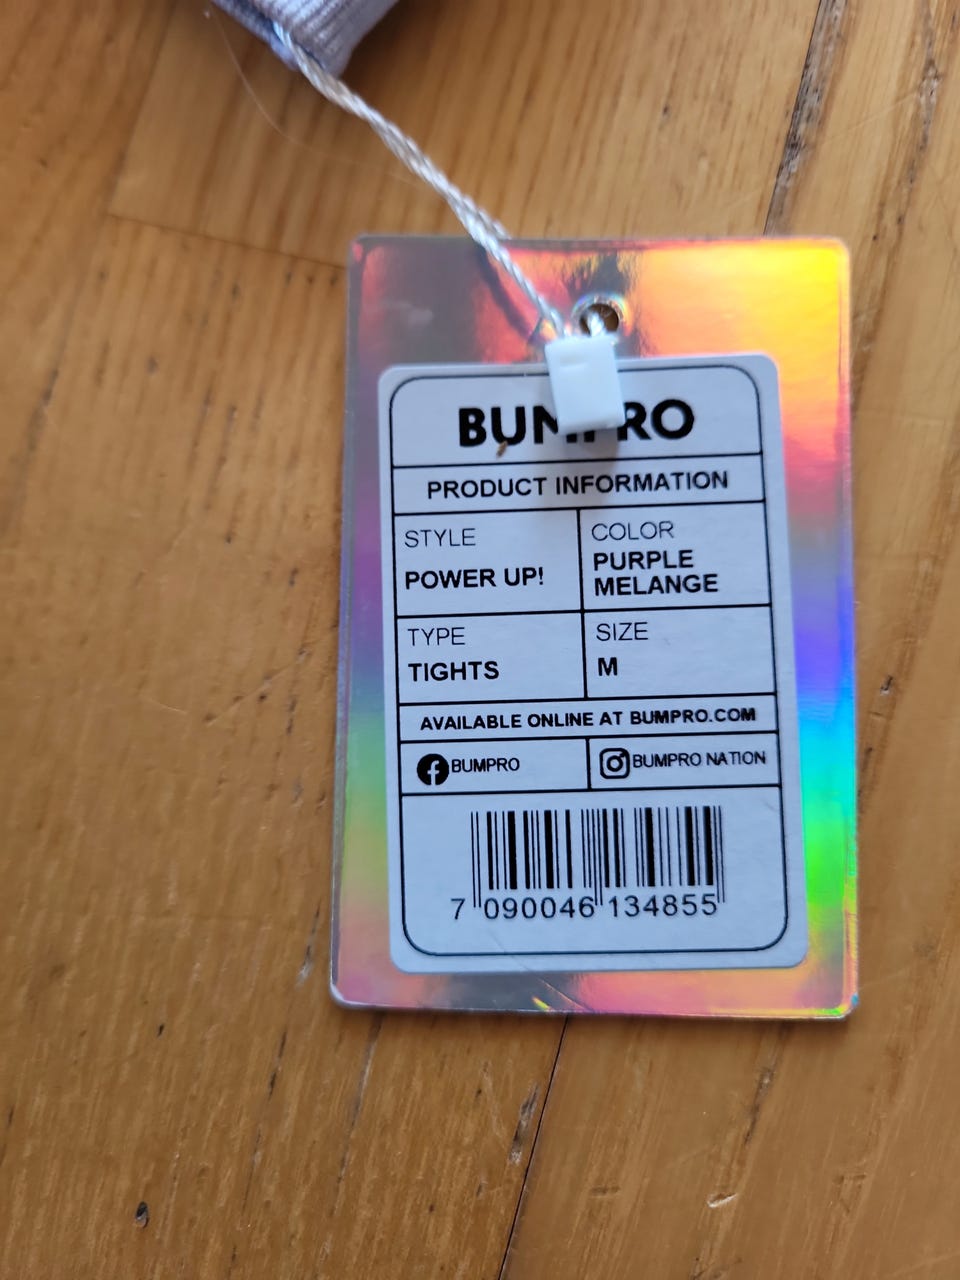 BUMPRO
PRODUCT INFORMATION
STYLE
POWER UP!
COLOR
PURPLE
MELANGE
TYPE
TIGHTS
SIZE
M
AVAILABLE ONLINE AT BUMPRO.COM
BUMPRO
BUMPRO NATION
7 090046 134855